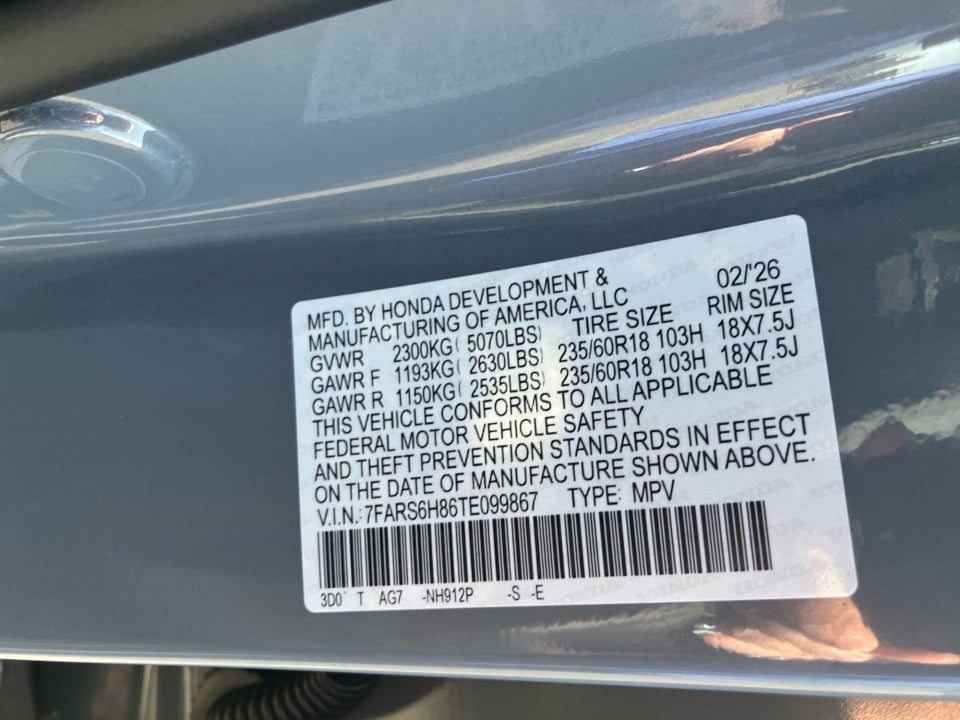 MFD. BY HONDA DEVELOPMENT & 02/'26
MANUFACTURING OF AMERICA, LLC
GVWR 2300KG( 5070LBS) TIRE SIZE RIM SIZE
GAWR F 1193KG( 2630LBS) 235/60R18 103H 18X7.5J
GAWR R 1150KG( 2535LBS) 235/60R18 103H 18X7.5J
THIS VEHICLE CONFORMS TO ALL APPLICABLE
FEDERAL MOTOR VEHICLE SAFETY
AND THEFT PREVENTION STANDARDS IN EFFECT
ON THE DATE OF MANUFACTURE SHOWN ABOVE.
V.I.N.:7FARS6H86TE099867 TYPE: MPV
T AG7 -NH912P -S -E